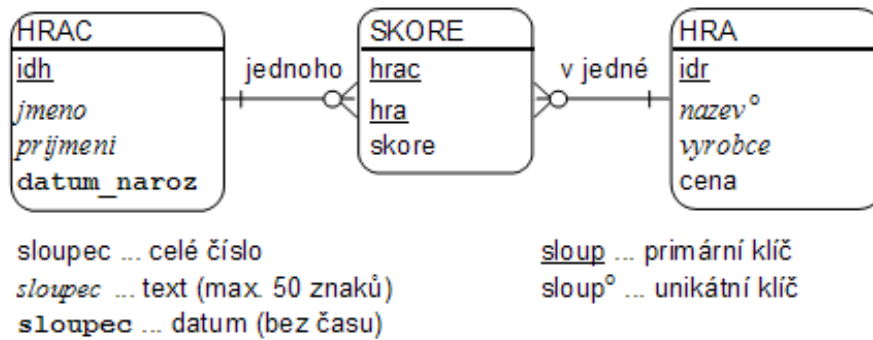 HRAC
idh
jmeno
prijmeni
datum_naroz
jednoho
SKORE
hrac
hra
skore
v jedné
HRA
idr
nazev°
vyrobce
cena
sloupec ... celé číslo
sloupec ... text (max. 50 znaků)
sloupec ... datum (bez času)
sloup ... primární klíč
sloup° ... unikátní klíč